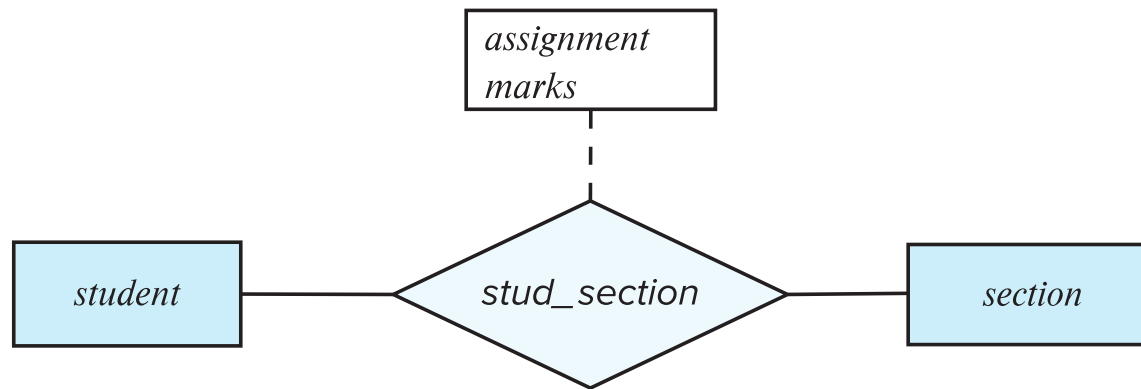 assignment
marks
student
stud_section
section